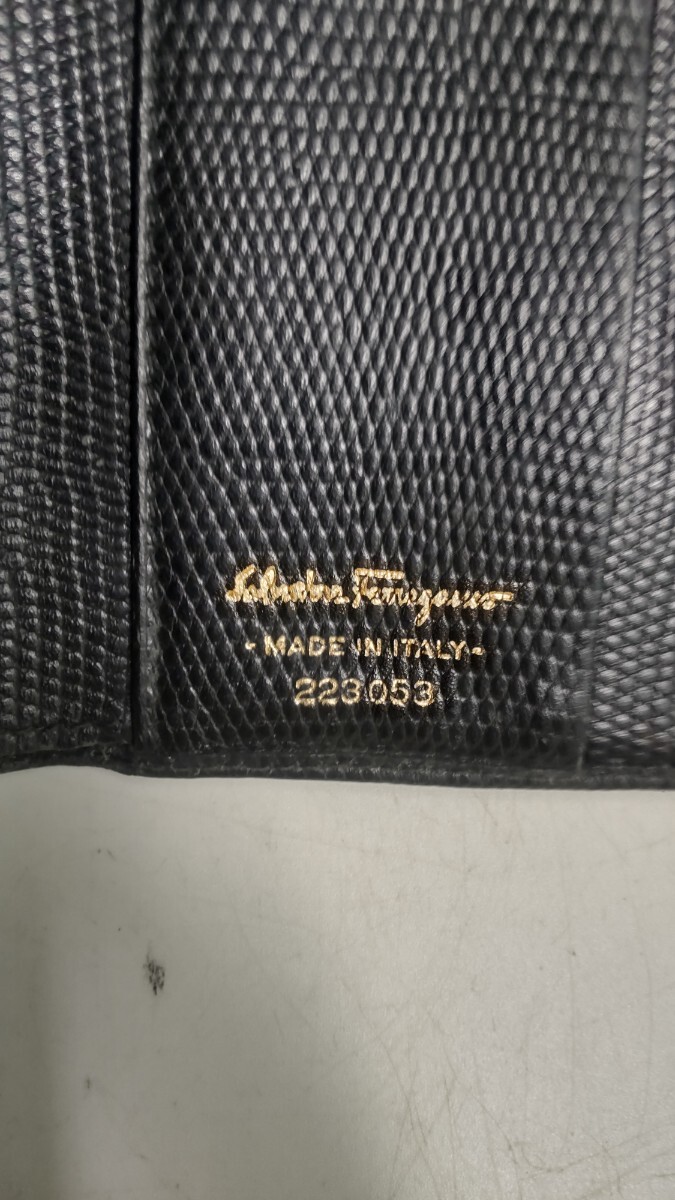 Salvatore Ferragamo
- MADE IN ITALY -
223053